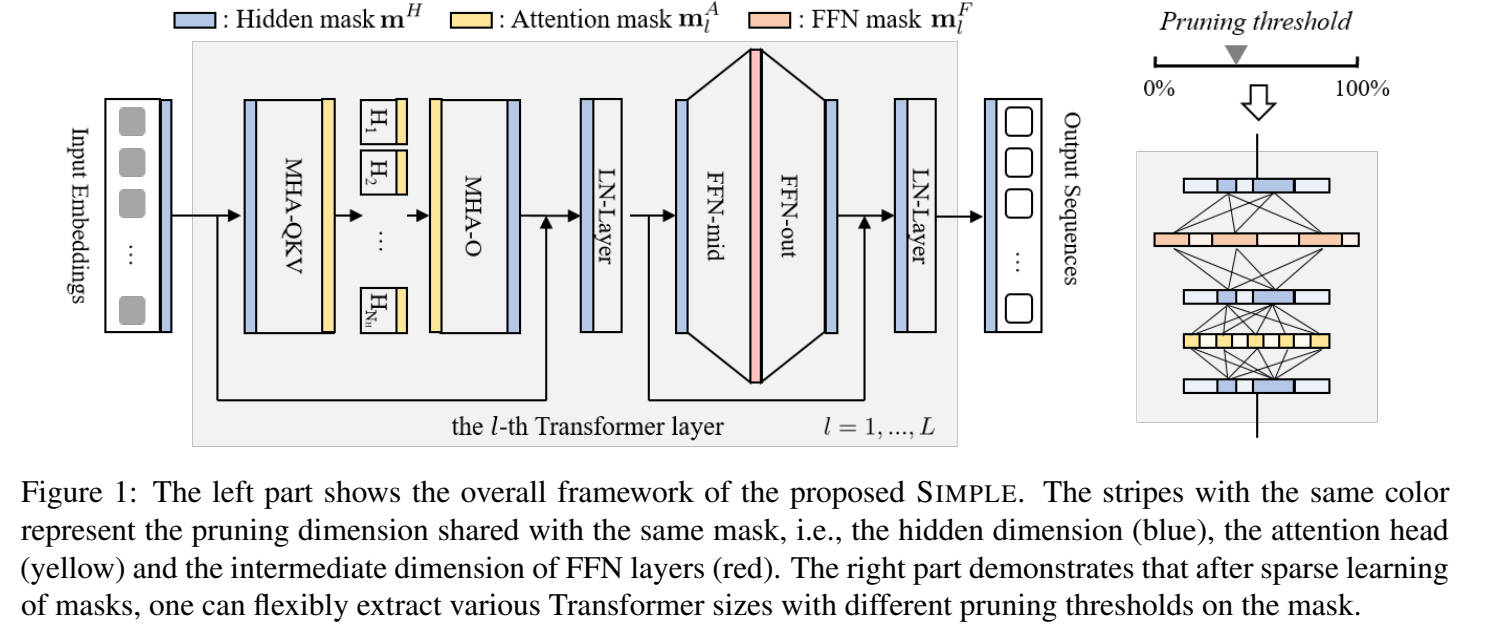 : Hidden mask m^H : Attention mask m_l^A : FFN mask m_l^F
Pruning threshold
0% 100%
Input Embeddings
...
MHA-QKV
H_1
H_2
...
H_{N_H}
MHA-O
LN-Layer
FFN-mid
FFN-out
LN-Layer
...
Output Sequences
the l-th Transformer layer
l = 1, ..., L
Figure 1: The left part shows the overall framework of the proposed SIMPLE. The stripes with the same color
represent the pruning dimension shared with the same mask, i.e., the hidden dimension (blue), the attention head
(yellow) and the intermediate dimension of FFN layers (red). The right part demonstrates that after sparse learning
of masks, one can flexibly extract various Transformer sizes with different pruning thresholds on the mask.